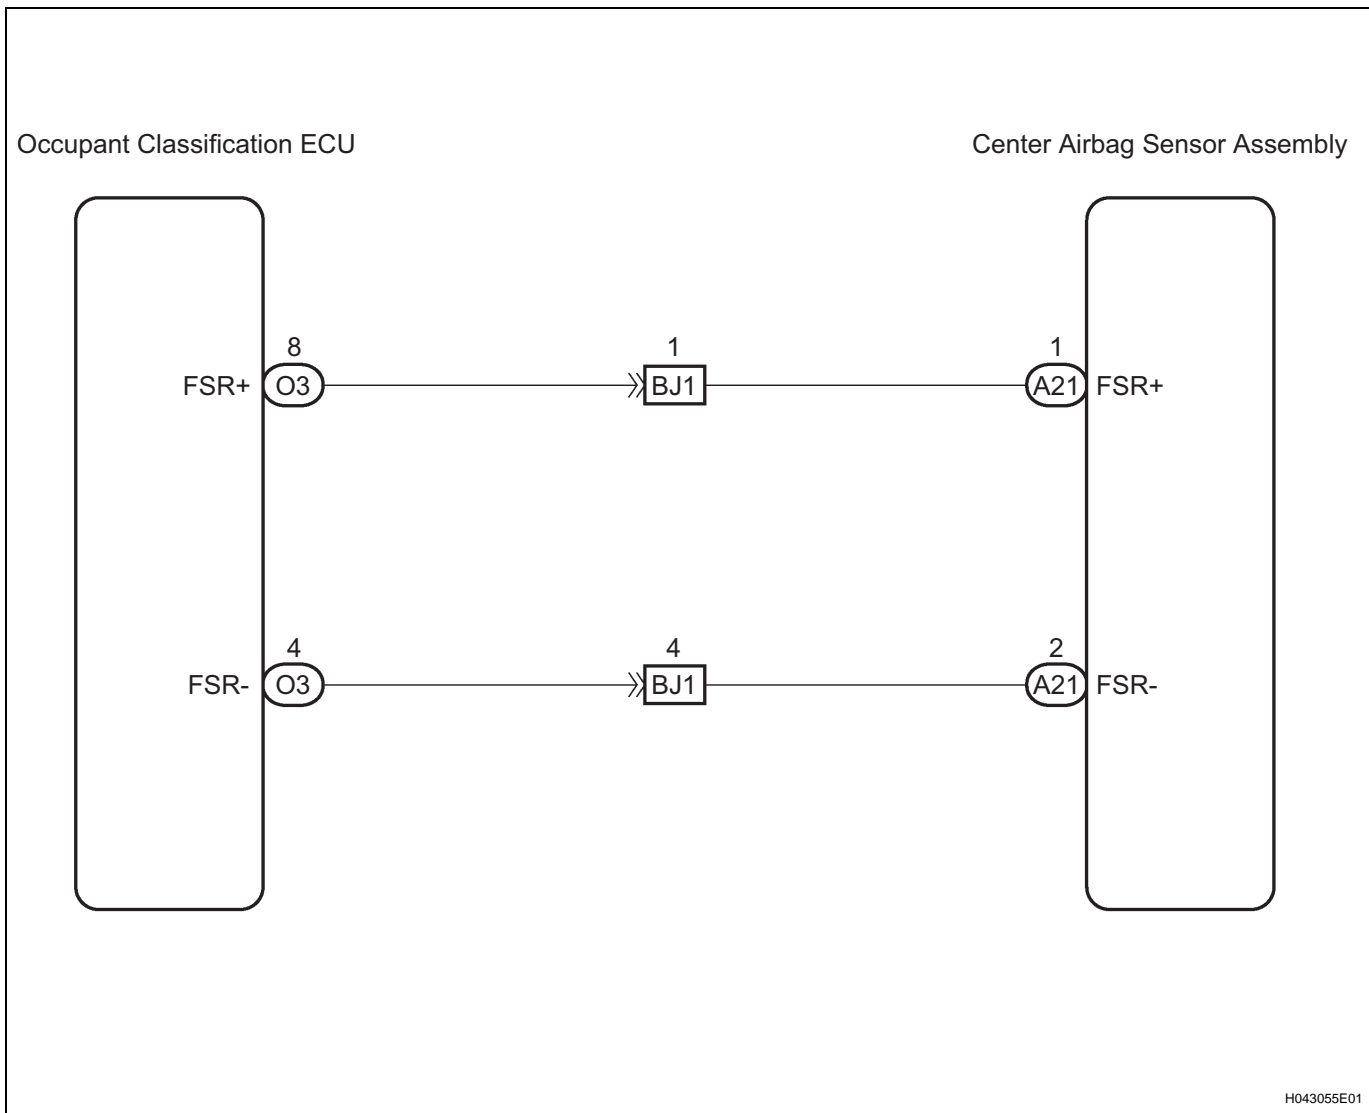 Occupant Classification ECU
Center Airbag Sensor Assembly
8
1
1
FSR+
O3
BJ1
A21
FSR+
4
4
2
FSR-
O3
BJ1
A21
FSR-
H043055E01